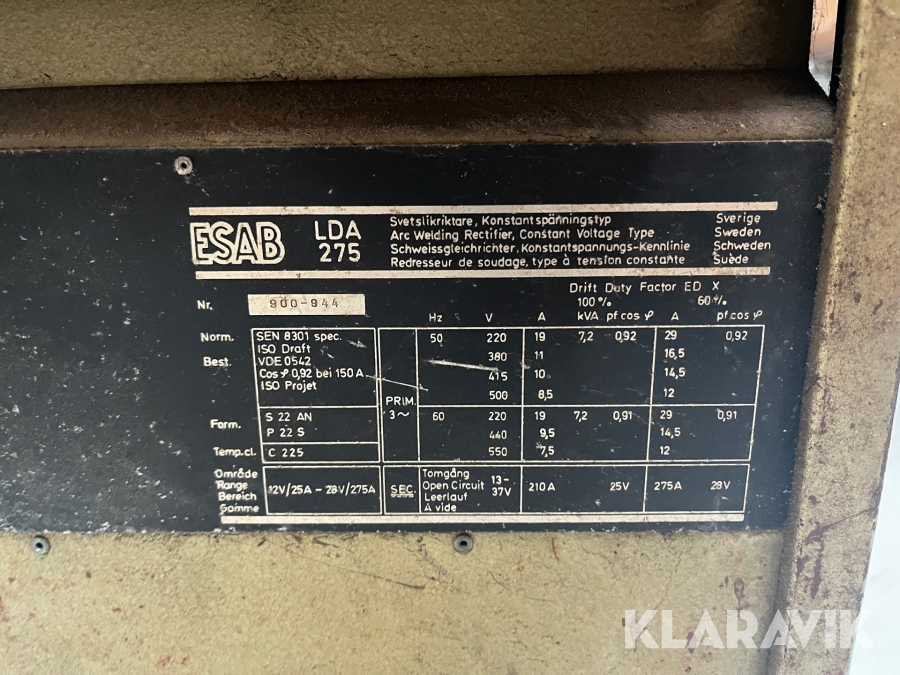 ESAB LDA 275
Svetslikriktare, Konstantspänningstyp Sverige
Arc Welding Rectifier, Constant Voltage Type Sweden
Schweissgleichrichter, Konstantspannungs-Kennlinie Schweden
Redresseur de soudage, type à tension constante Suède
Drift Duty Factor ED X
100% 60%
Nr. 900-944
Hz V A kVA pf cos φ A pf.cos φ
Norm. SEN 8301 spec. 50 220 19 7,2 0,92 29 0,92
ISO Draft 380 11 16,5
Best. VDE 0542
Cos φ 0,92 bei 150 A 415 10 14,5
ISO Projet 500 8,5 12
PRIM. 3~
Form. S 22 AN 60 220 19 7,2 0,91 29 0,91
P 22 S 440 9,5 14,5
Temp.cl. C 225 550 7,5 12
Område
Range
Bereich
Gamme
12V/25A - 28V/275A SEC.
Tomgång
Open Circuit
Leerlauf
A vide
13-
37V
210A 25V 275A 28V
KLARAVIK